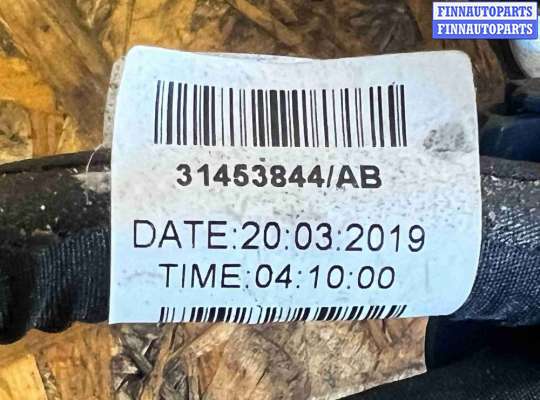 FINNAUTOPARTS
FINNAUTOPARTS
31453844/AB
DATE:20:03:2019
TIME:04:10:00